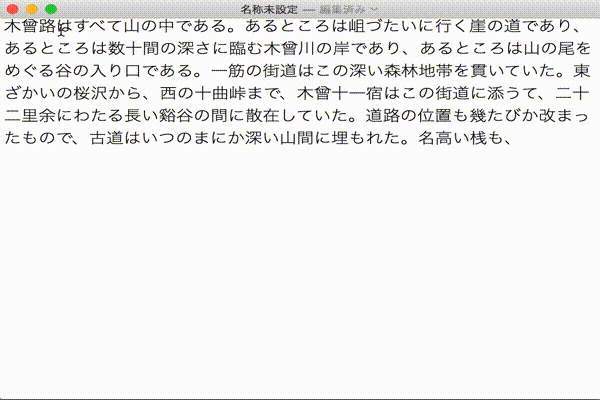 名称未設定 — 編集済み
木曾路はすべて山の中である。あるところは岨づたいに行く崖の道であり、
あるところは数十間の深さに臨む木曾川の岸であり、あるところは山の尾を
めぐる谷の入り口である。一筋の街道はこの深い森林地帯を貫いていた。東
ざかいの桜沢から、西の十曲峠まで、木曾十一宿はこの街道に添うて、二十
二里余にわたる長い谿谷の間に散在していた。道路の位置も幾たびか改まっ
たもので、古道はいつのまにか深い山間に埋もれた。名高い桟も、